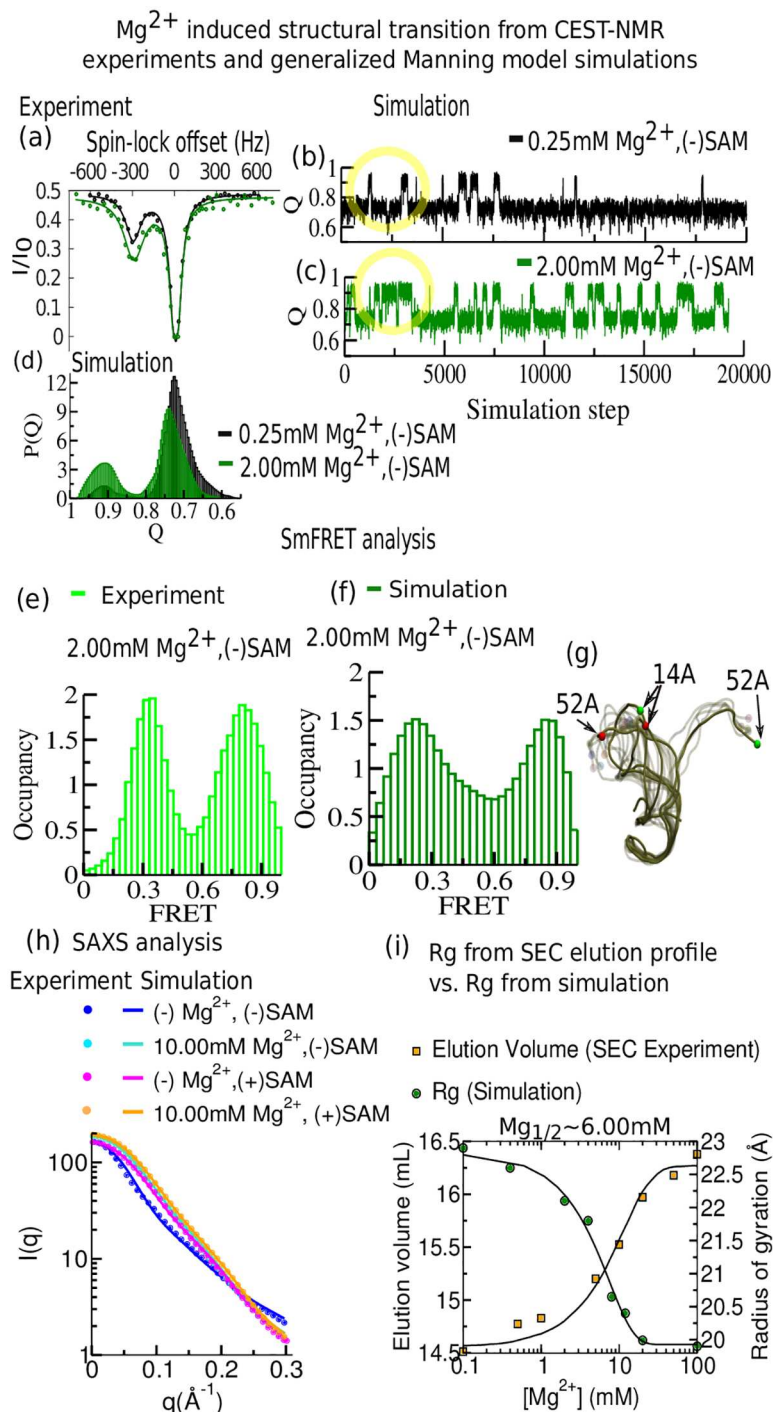 Mg2+ induced structural transition from CEST-NMR
experiments and generalized Manning model simulations
Experiment
Simulation
(a)
Spin-lock offset (Hz)
-600 -300 0 300 600
0.5
0.4
0.3
0.2
0.1
0
I/I0
(b)
0.25mM Mg2+,(-)SAM
1
0.8
0.6
Q
(c)
2.00mM Mg2+,(-)SAM
1
0.8
0.6
Q
0 5000 10000 15000 20000
Simulation step
(d)
Simulation
12
9
6
3
0
P(Q)
1 0.9 0.8 0.7 0.6
Q
0.25mM Mg2+,(-)SAM
2.00mM Mg2+,(-)SAM
SmFRET analysis
(e)
Experiment
2.00mM Mg2+,(-)SAM
2
1.5
1
0.5
0
Occupancy
0 0.3 0.6 0.9
FRET
(f)
Simulation
2.00mM Mg2+,(-)SAM
2
1.5
1
0.5
0
Occupancy
0 0.3 0.6 0.9
FRET
(g)
14A
52A
52A
(h) SAXS analysis
Experiment Simulation
(-) Mg2+, (-)SAM
10.00mM Mg2+,(-)SAM
(-) Mg2+,(+)SAM
10.00mM Mg2+, (+)SAM
100
10
1
I(q)
0 0.1 0.2 0.3
q(Å-1)
(i) Rg from SEC elution profile
vs. Rg from simulation
Elution Volume (SEC Experiment)
Rg (Simulation)
Mg1/2~6.00mM
16.5
16
15.5
15
14.5
Elution volume (mL)
23
22
21
20
Radius of gyration (Å)
0.1 1 10 100
[Mg2+] (mM)